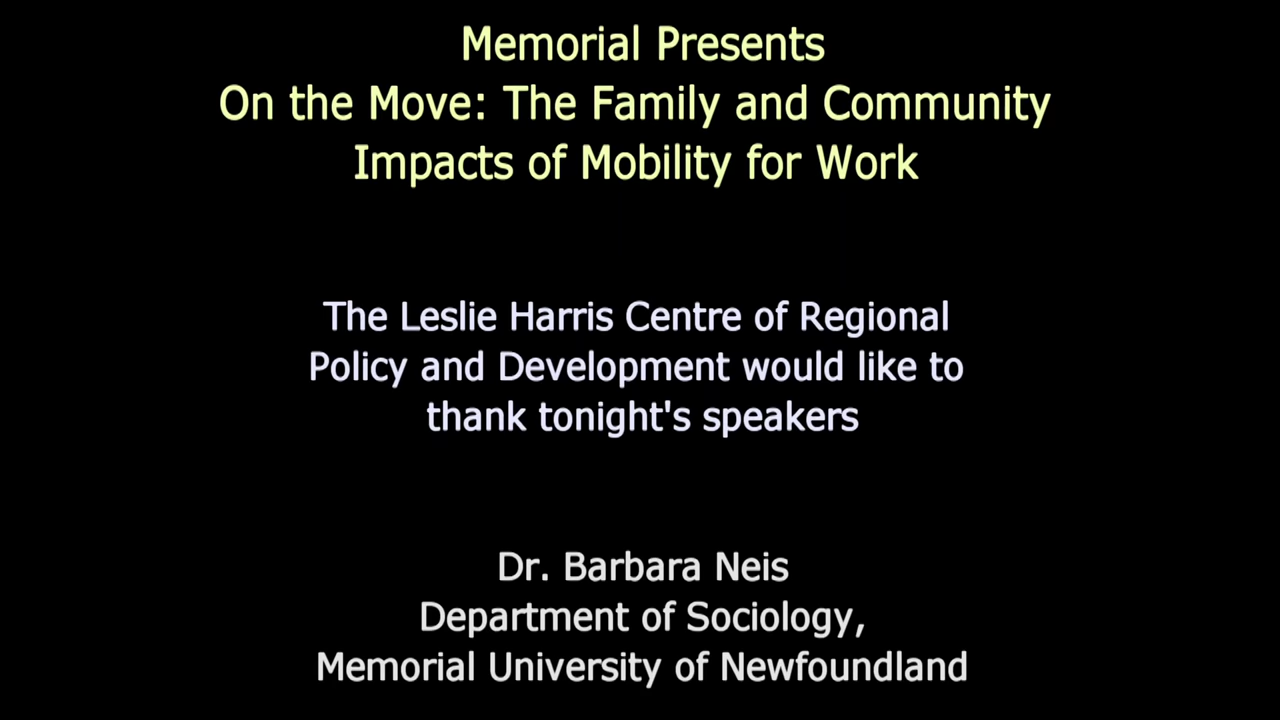 Memorial Presents
On the Move: The Family and Community
Impacts of Mobility for Work
The Leslie Harris Centre of Regional
Policy and Development would like to
thank tonight's speakers
Dr. Barbara Neis
Department of Sociology,
Memorial University of Newfoundland